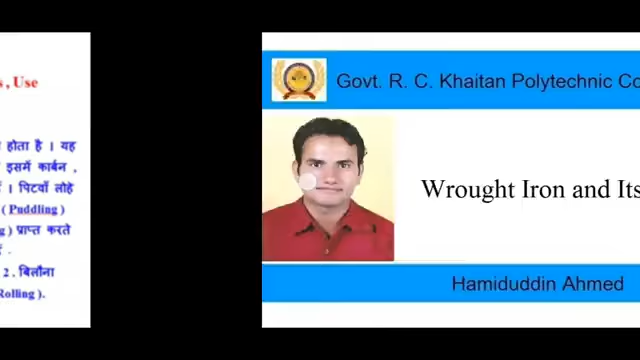 , Use
होता है । यह
इसमें कार्बन ,
। पिटवाँ लोहे
( Puddling )
) प्राप्त करते
2 . बिलौना
Rolling ).
Govt. R. C. Khaitan Polytechnic Co
Wrought Iron and Its
Hamiduddin Ahmed